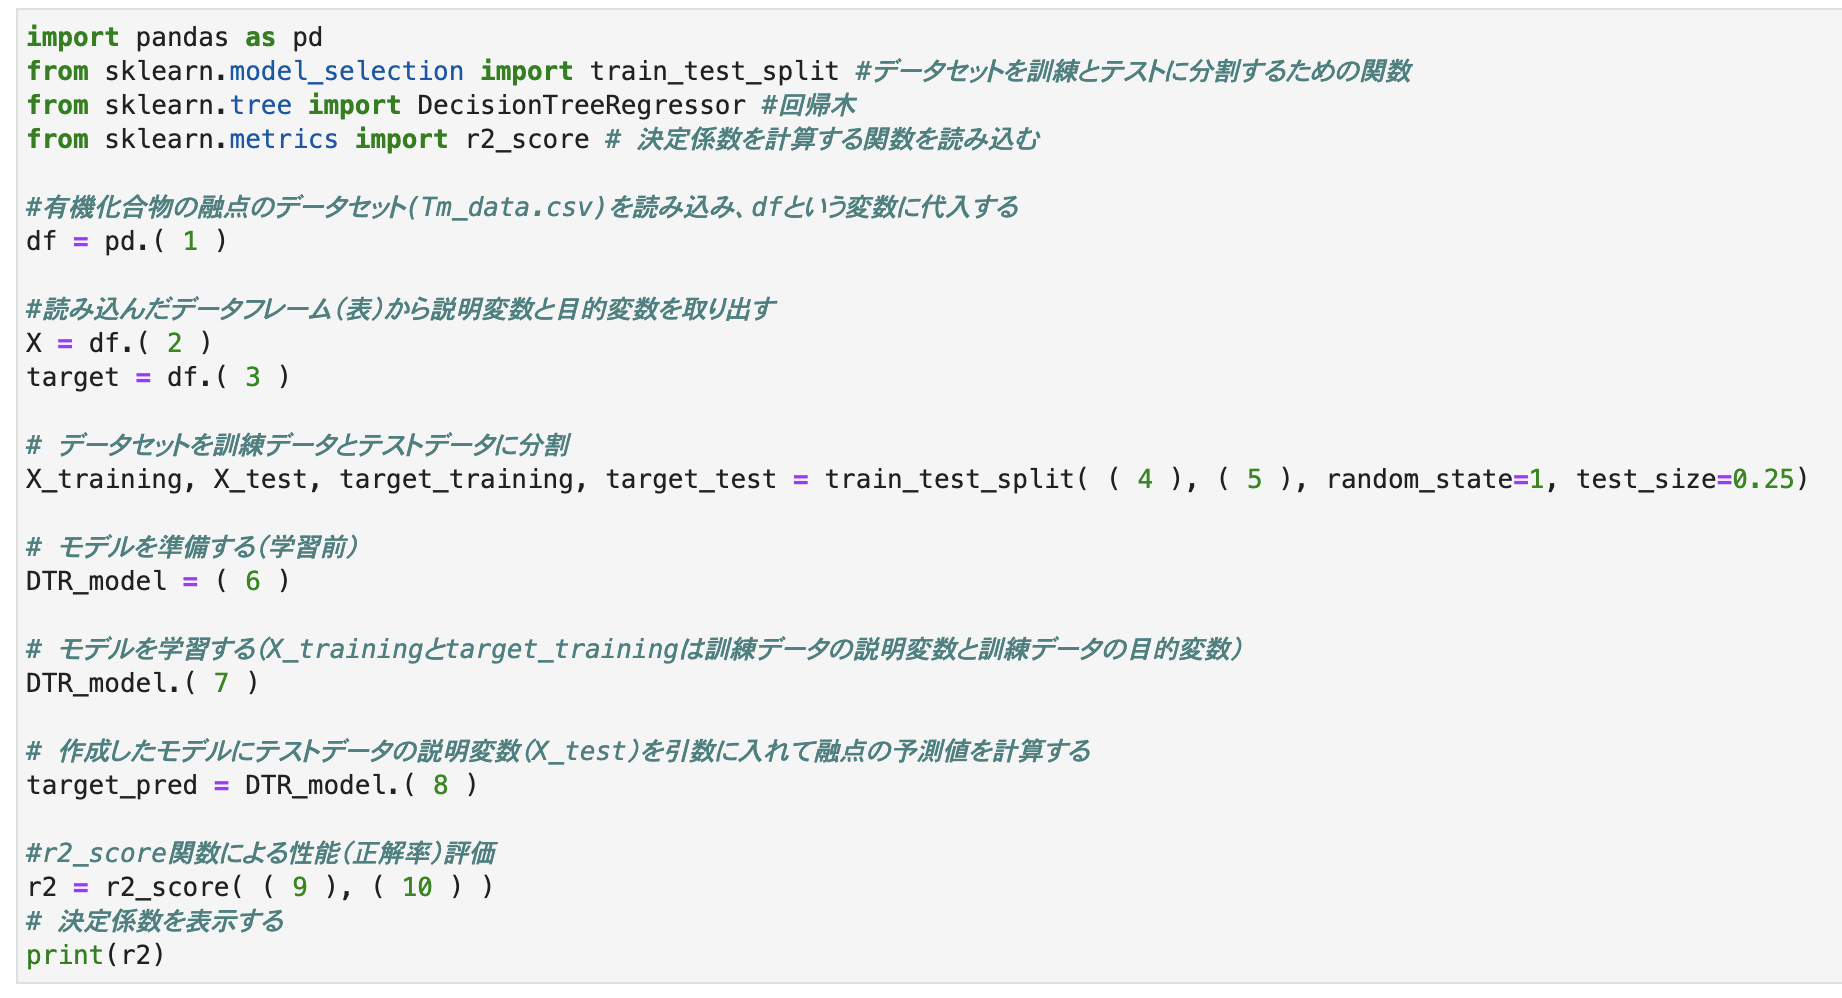 import pandas as pd
from sklearn.model_selection import train_test_split #データセットを訓練とテストに分割するための関数
from sklearn.tree import DecisionTreeRegressor #回帰木
from sklearn.metrics import r2_score # 決定係数を計算する関数を読み込む
#有機化合物の融点のデータセット(Tm_data.csv)を読み込み、dfという変数に代入する
df = pd.( 1 )
#読み込んだデータフレーム（表）から説明変数と目的変数を取り出す
X = df.( 2 )
target = df.( 3 )
# データセットを訓練データとテストデータに分割
X_training, X_test, target_training, target_test = train_test_split( ( 4 ), ( 5 ), random_state=1, test_size=0.25)
# モデルを準備する（学習前）
DTR_model = ( 6 )
# モデルを学習する（X_trainingとtarget_trainingは訓練データの説明変数と訓練データの目的変数）
DTR_model.( 7 )
# 作成したモデルにテストデータの説明変数（X_test）を引数に入れて融点の予測値を計算する
target_pred = DTR_model.( 8 )
#r2_score関数による性能（正解率）評価
r2 = r2_score( ( 9 ), ( 10 ) )
# 決定係数を表示する
print(r2)